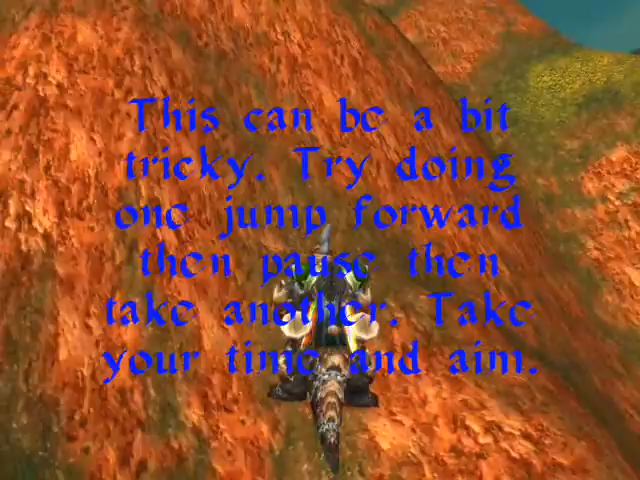 This can be a bit
tricky. Try doing
one jump forward
then pause then
take another. Take
your time and aim.